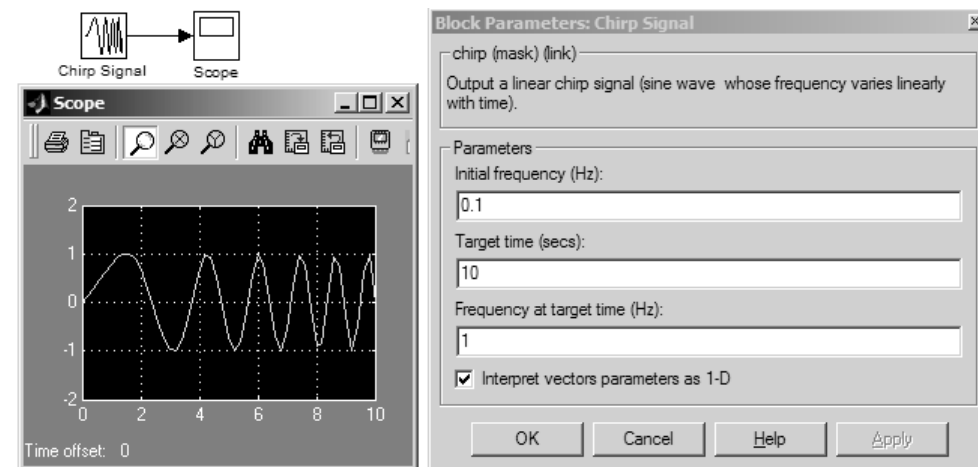 Chirp Signal
Scope
Scope
2
1
0
-1
-2
0 2 4 6 8 10
Time offset: 0
Block Parameters: Chirp Signal
chirp (mask) (link)
Output a linear chirp signal (sine wave whose frequency varies linearly
with time).
Parameters
Initial frequency (Hz):
0.1
Target time (secs):
10
Frequency at target time (Hz):
1
Interpret vectors parameters as 1-D
OK Cancel Help Apply